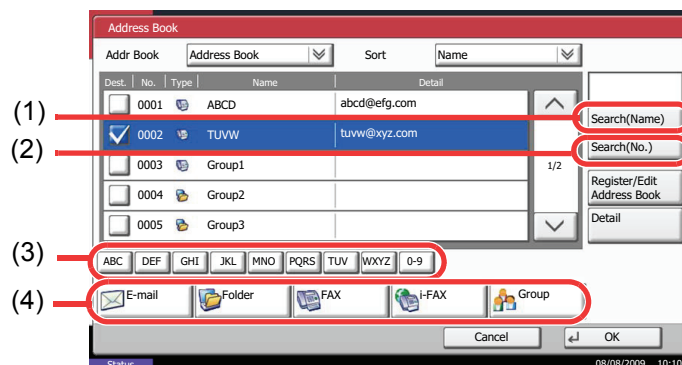 Address Book
Addr Book Address Book Sort Name
Dest. No. Type Name Detail
0001 ABCD abcd@efg.com
(1) Search(Name)
0002 TUVW tuvw@xyz.com
(2) Search(No.)
0003 Group1 1/2
Register/Edit
Address Book
0004 Group2
0005 Group3 Detail
(3) ABC DEF GHI JKL MNO PQRS TUV WXYZ 0-9
(4) E-mail Folder FAX i-FAX Group
Cancel OK
Status 08/08/2009 10:10